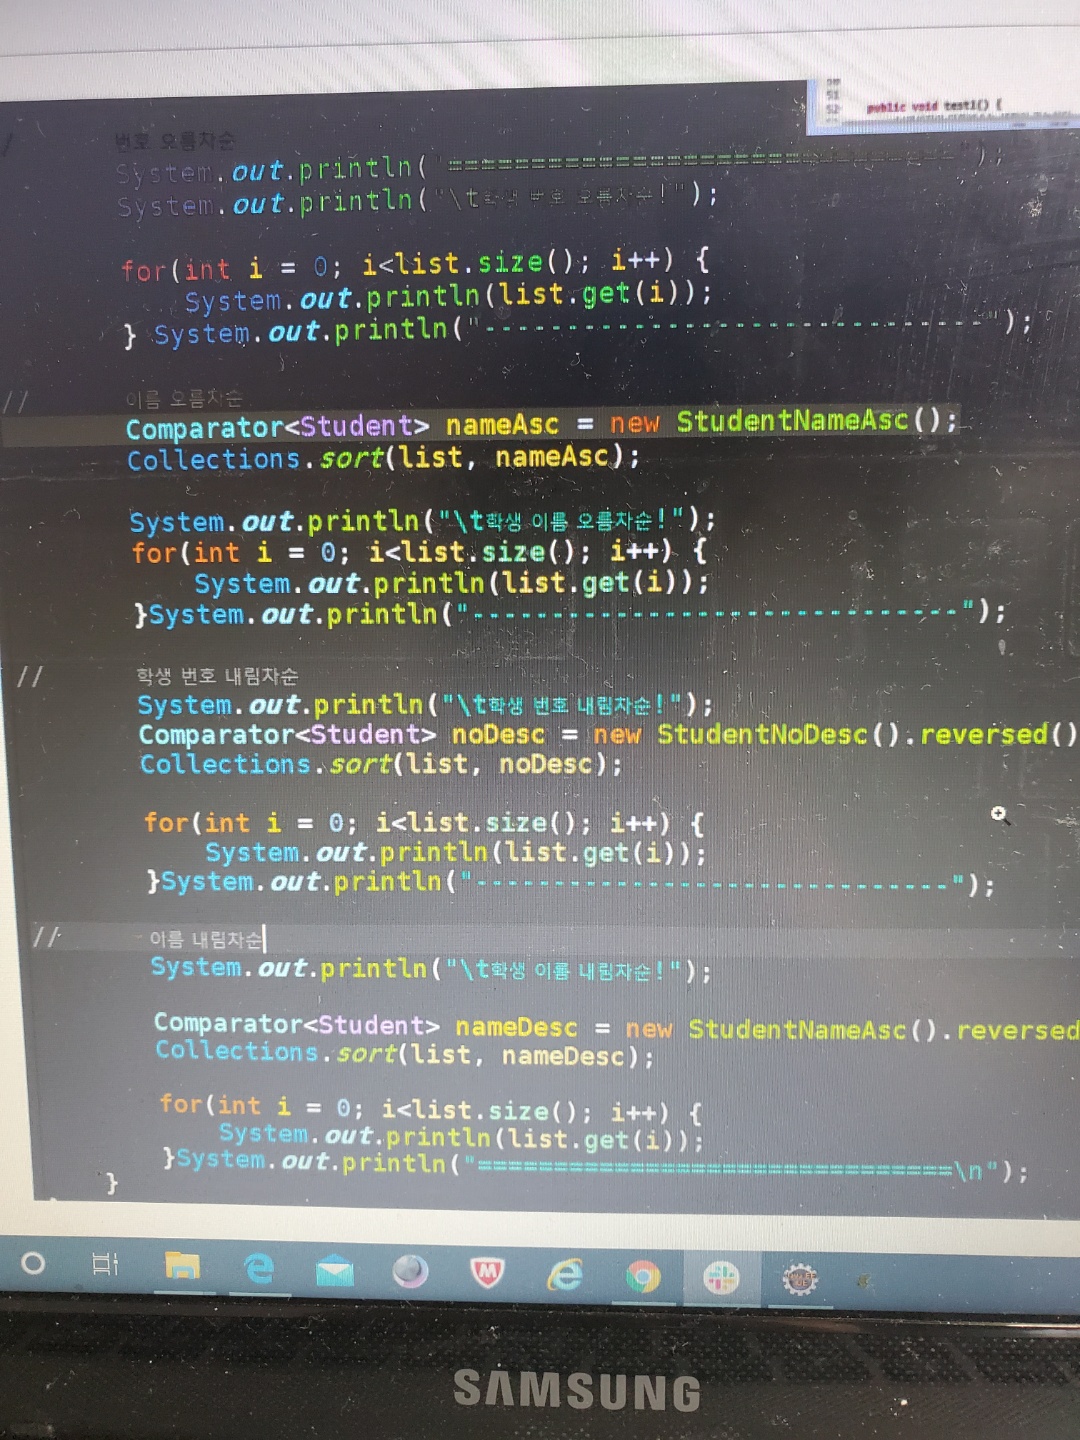 51
52 public void test1() {
/ 번호 오름차순
System.out.println("==============================");
System.out.println("\t학생 번호 오름차순!");
for(int i = 0; i<list.size(); i++) {
System.out.println(list.get(i));
} System.out.println("------------------------------");
// 이름 오름차순
Comparator<Student> nameAsc = new StudentNameAsc();
Collections.sort(list, nameAsc);
System.out.println("\t학생 이름 오름차순!");
for(int i = 0; i<list.size(); i++) {
System.out.println(list.get(i));
}System.out.println("------------------------------");
// 학생 번호 내림차순
System.out.println("\t학생 번호 내림차순!");
Comparator<Student> noDesc = new StudentNoDesc().reversed()
Collections.sort(list, noDesc);
for(int i = 0; i<list.size(); i++) {
System.out.println(list.get(i));
}System.out.println("------------------------------");
// 이름 내림차순
System.out.println("\t학생 이름 내림차순!");
Comparator<Student> nameDesc = new StudentNameAsc().reversed
Collections.sort(list, nameDesc);
for(int i = 0; i<list.size(); i++) {
System.out.println(list.get(i));
}System.out.println("==============================\n");
}
SAMSUNG